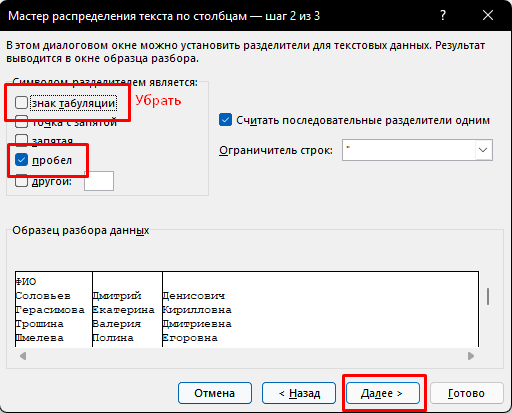 Мастер распределения текста по столбцам — шаг 2 из 3
В этом диалоговом окне можно установить разделители для текстовых данных. Результат
выводится в окне образца разбора.
Символом-разделителем является:
знак табуляции
Убрать
точка с запятой
запятая
пробел
другой:
Считать последовательные разделители одним
Ограничитель строк: "
Образец разбора данных
ФИО
Соловьев Дмитрий Денисович
Герасимова Екатерина Кирилловна
Трошина Валерия Дмитриевна
Шмелева Полина Егоровна
Отмена < Назад Далее > Готово